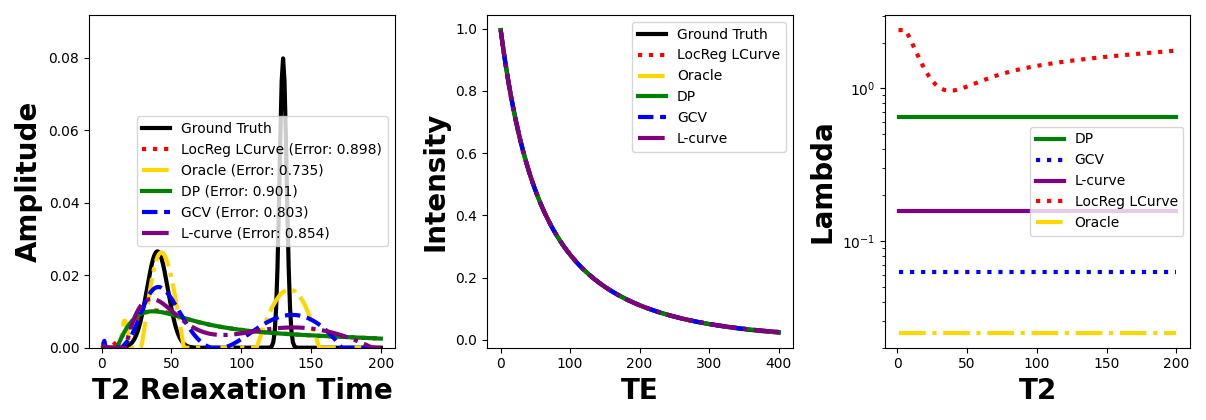 Amplitude
0.08
0.06
0.04
0.02
0.00
0
50
100
150
200
T2 Relaxation Time
Ground Truth
LocReg LCurve (Error: 0.898)
Oracle (Error: 0.735)
DP (Error: 0.901)
GCV (Error: 0.803)
L-curve (Error: 0.854)
Intensity
1.0
0.8
0.6
0.4
0.2
0.0
0
100
200
300
400
TE
Ground Truth
LocReg LCurve
Oracle
DP
GCV
L-curve
Lambda
10⁰
10⁻¹
0
50
100
150
200
T2
DP
GCV
L-curve
LocReg LCurve
Oracle